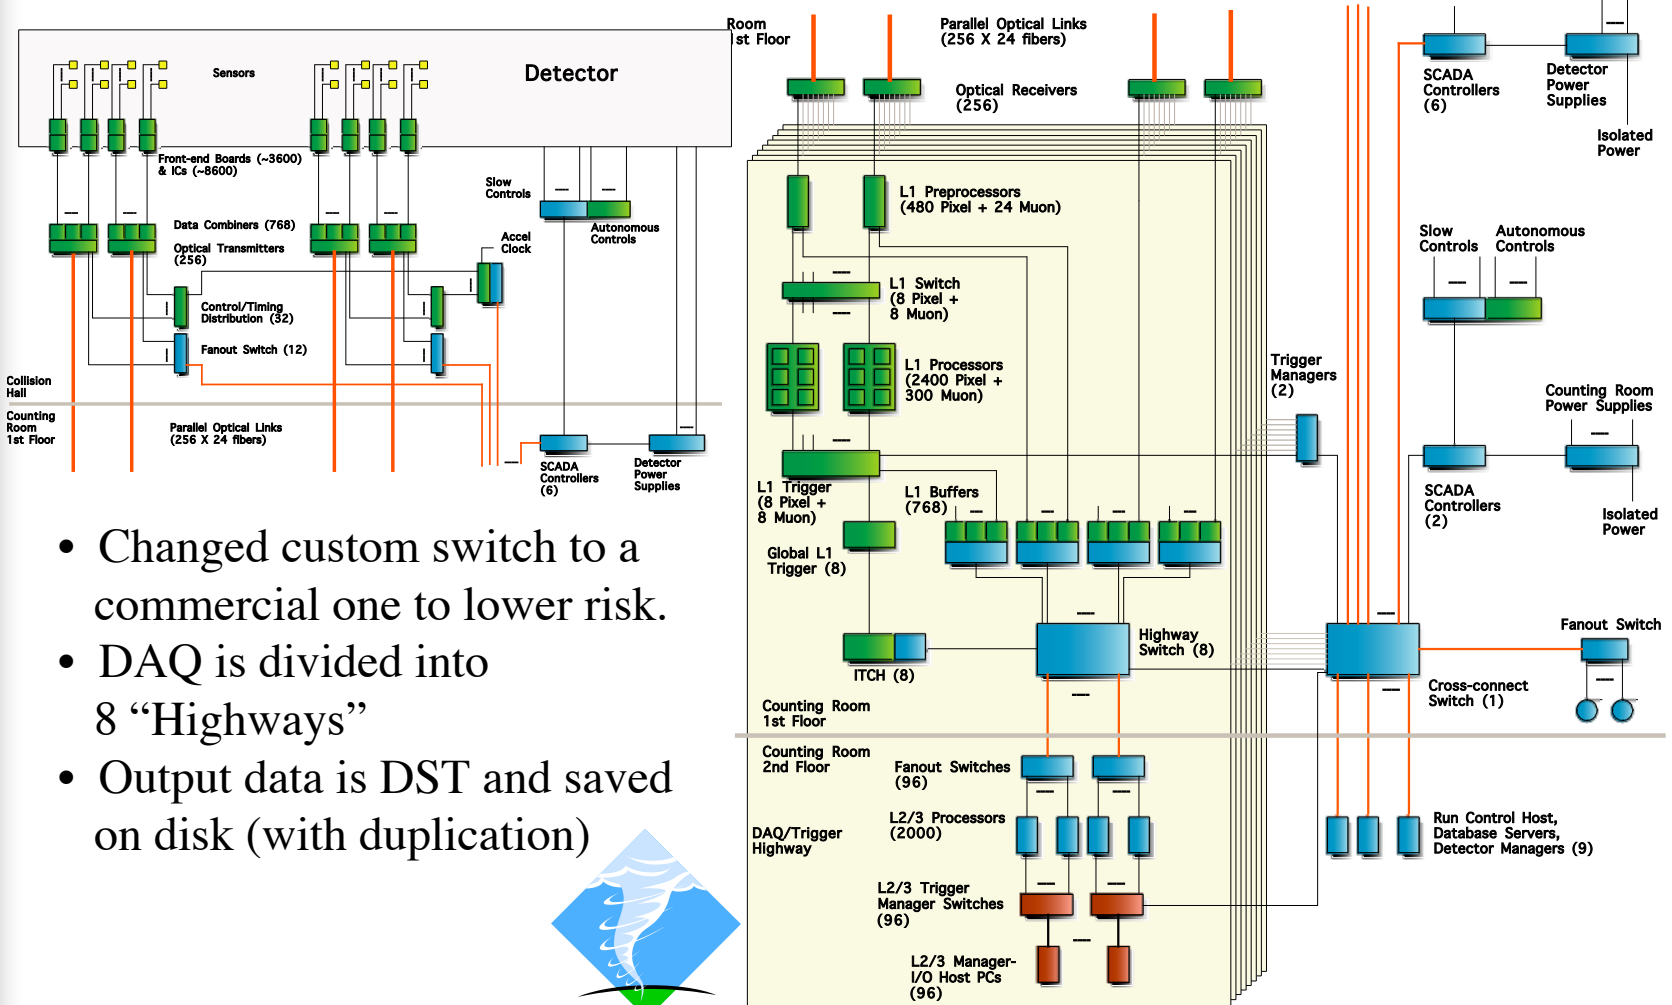 Detector
Sensors
Front-end Boards (~3600)
& ICs (~8600)
Slow
Controls
Autonomous
Controls
Data Combiners (768)
Optical Transmitters
(256)
Accel
Clock
Control/Timing
Distribution (32)
Fanout Switch (12)
Collision
Hall
Counting
Room
1st Floor
Parallel Optical Links
(256 X 24 fibers)
SCADA
Controllers
(6)
Detector
Power
Supplies
• Changed custom switch to a
commercial one to lower risk.
• DAQ is divided into
8 “Highways”
• Output data is DST and saved
on disk (with duplication)
Room
1st Floor
Parallel Optical Links
(256 X 24 fibers)
Optical Receivers
(256)
L1 Preprocessors
(480 Pixel + 24 Muon)
L1 Switch
(8 Pixel +
8 Muon)
L1 Processors
(2400 Pixel +
300 Muon)
L1 Trigger
(8 Pixel +
8 Muon)
L1 Buffers
(768)
Global L1
Trigger (8)
ITCH (8)
Highway
Switch (8)
Counting Room
1st Floor
Counting Room
2nd Floor
Fanout Switches
(96)
L2/3 Processors
(2000)
DAQ/Trigger
Highway
L2/3 Trigger
Manager Switches
(96)
L2/3 Manager-
I/O Host PCs
(96)
SCADA
Controllers
(6)
Detector
Power
Supplies
Isolated
Power
Slow
Controls
Autonomous
Controls
Trigger
Managers
(2)
Counting Room
Power Supplies
SCADA
Controllers
(2)
Isolated
Power
Fanout Switch
Cross-connect
Switch (1)
Run Control Host,
Database Servers,
Detector Managers (9)